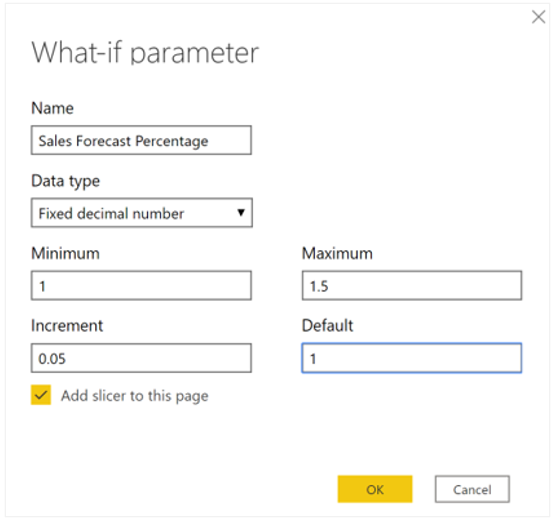 What-if parameter
Name
Sales Forecast Percentage
Data type
Fixed decimal number
Minimum
Maximum
1
1.5
Increment
Default
0.05
1
Add slicer to this page
OK
Cancel